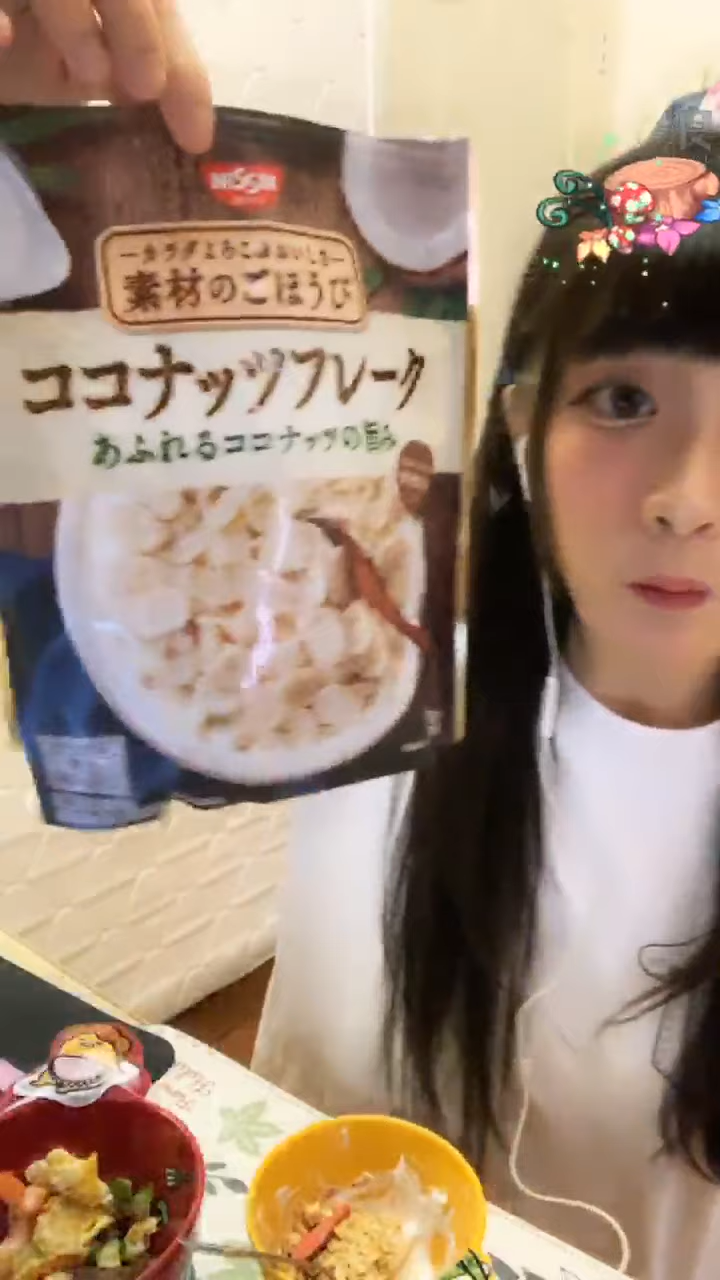 NISSIN
カラダよろこぶおいしさ
素材のごほうび
ココナッツフレーク
あふれるココナッツの旨み